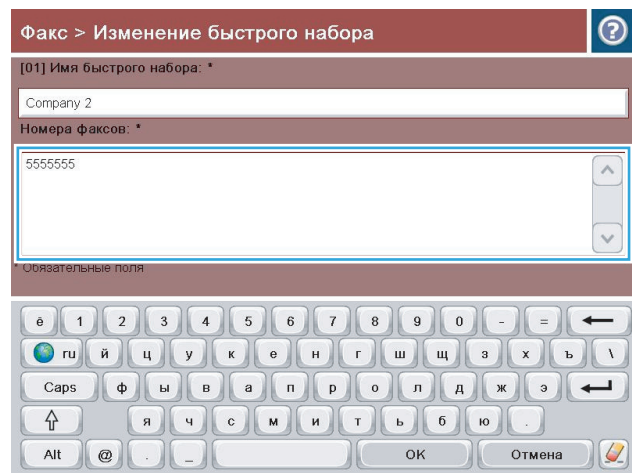 Факс > Изменение быстрого набора
[01] Имя быстрого набора: *
Company 2
Номера факсов: *
5555555
* Обязательные поля
ё 1 2 3 4 5 6 7 8 9 0 - =
ru й ц у к е н г ш щ з х ъ \
Caps ф ы в а п р о л д ж э
я ч с м и т ь б ю .
Alt @ . _ OK Отмена